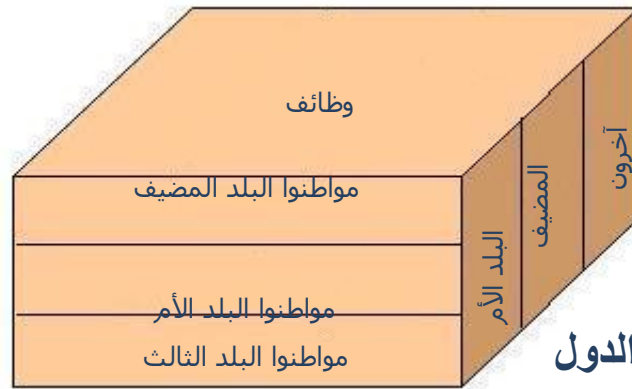 وظائف
مواطنوا البلد المضيف
مواطنوا البلد الأم
مواطنوا البلد الثالث
البلد الأم
المضيف
آخرون
الدول